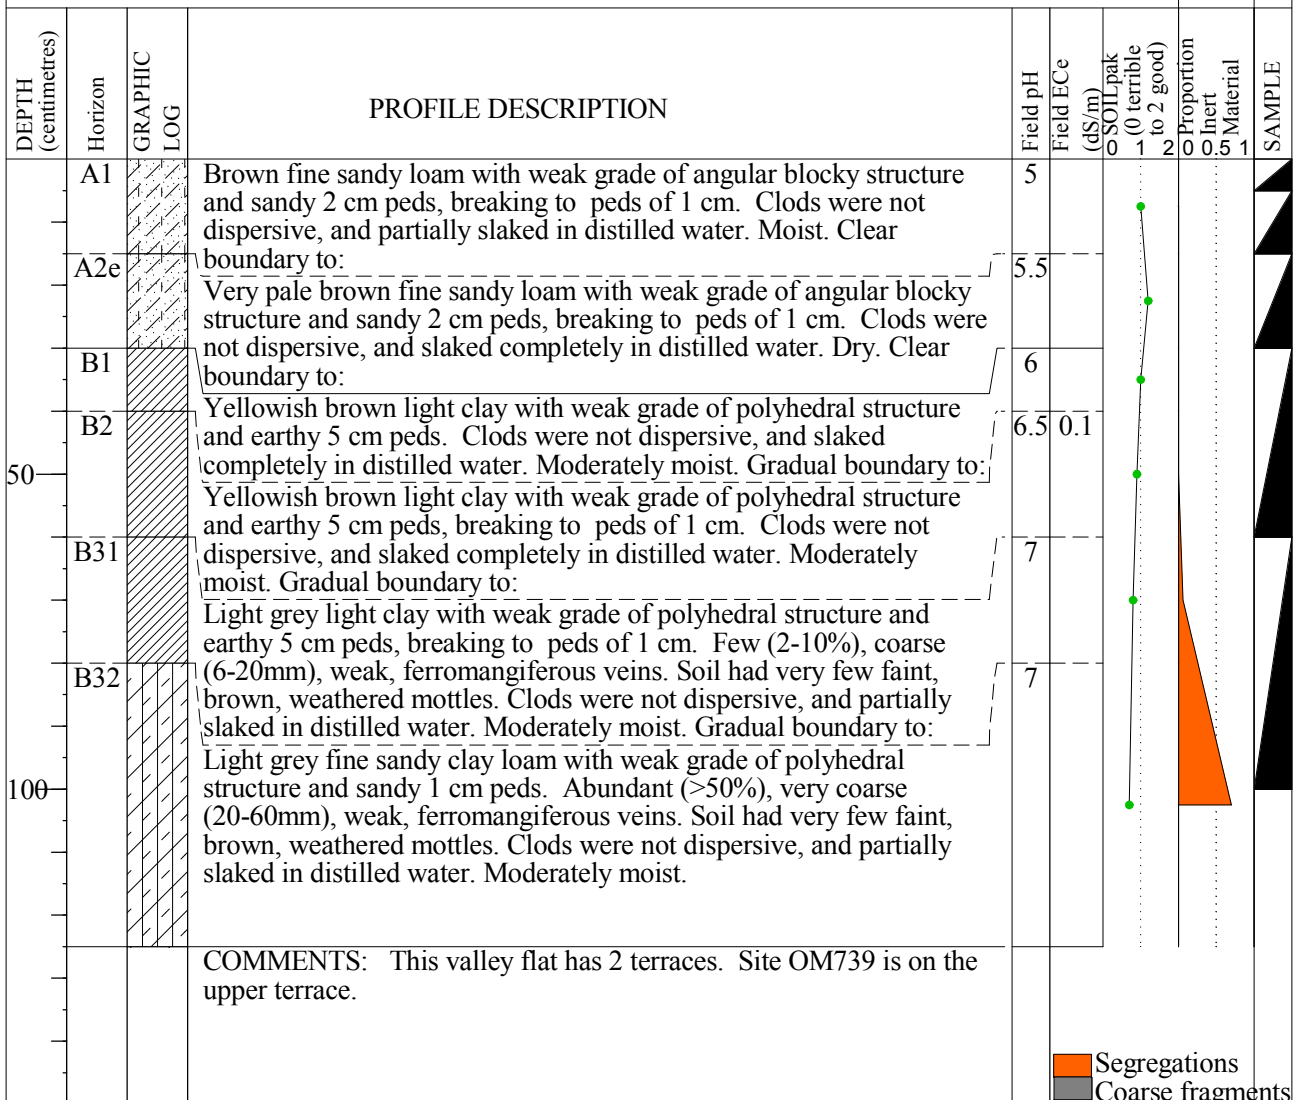 DEPTH
(centimetres)
Horizon
GRAPHIC
LOG
PROFILE DESCRIPTION
Field pH
Field ECe
(dS/m)
SOILpak
(0 terrible
to 2 good)
0 1 2
Proportion
Inert
Material
0 0.5 1
SAMPLE
A1
Brown fine sandy loam with weak grade of angular blocky structure
and sandy 2 cm peds, breaking to peds of 1 cm. Clods were not
dispersive, and partially slaked in distilled water. Moist. Clear
boundary to:
5
A2e
Very pale brown fine sandy loam with weak grade of angular blocky
structure and sandy 2 cm peds, breaking to peds of 1 cm. Clods were
not dispersive, and slaked completely in distilled water. Dry. Clear
boundary to:
5.5
B1
Yellowish brown light clay with weak grade of polyhedral structure
and earthy 5 cm peds. Clods were not dispersive, and slaked
completely in distilled water. Moderately moist. Gradual boundary to:
6
B2
Yellowish brown light clay with weak grade of polyhedral structure
and earthy 5 cm peds, breaking to peds of 1 cm. Clods were not
dispersive, and slaked completely in distilled water. Moderately
moist. Gradual boundary to:
6.5 0.1
50
B31
Light grey light clay with weak grade of polyhedral structure and
earthy 5 cm peds, breaking to peds of 1 cm. Few (2-10%), coarse
(6-20mm), weak, ferromangiferous veins. Soil had very few faint,
brown, weathered mottles. Clods were not dispersive, and partially
slaked in distilled water. Moderately moist. Gradual boundary to:
7
B32
Light grey fine sandy clay loam with weak grade of polyhedral
structure and sandy 1 cm peds. Abundant (>50%), very coarse
(20-60mm), weak, ferromangiferous veins. Soil had very few faint,
brown, weathered mottles. Clods were not dispersive, and partially
slaked in distilled water. Moderately moist.
7
100
COMMENTS: This valley flat has 2 terraces. Site OM739 is on the
upper terrace.
Segregations
Coarse fragments